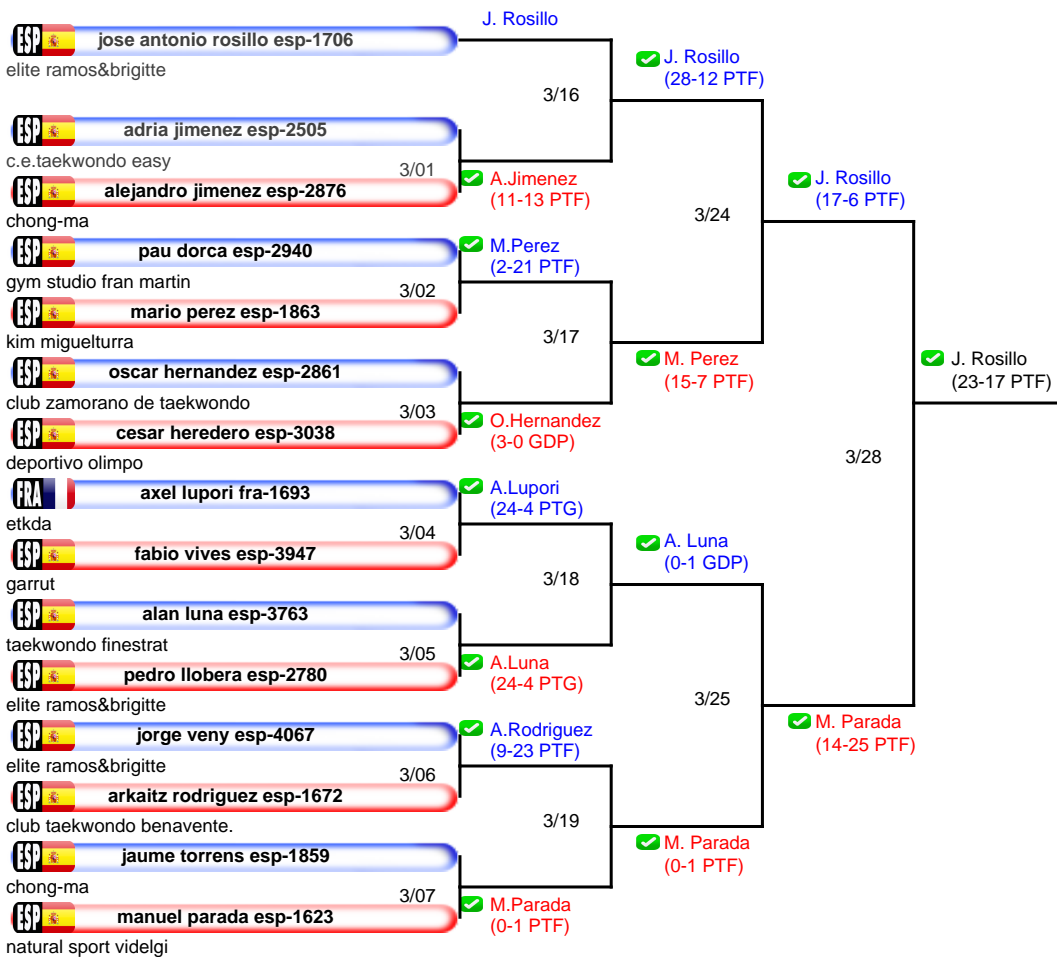 J. Rosillo
ESP jose antonio rosillo esp-1706
elite ramos&brigitte
J. Rosillo
(28-12 PTF)
3/16
ESP adria jimenez esp-2505
c.e.taekwondo easy
3/01
ESP alejandro jimenez esp-2876
chong-ma
A.Jimenez
(11-13 PTF)
J. Rosillo
(17-6 PTF)
3/24
ESP pau dorca esp-2940
gym studio fran martin
M.Perez
(2-21 PTF)
3/02
ESP mario perez esp-1863
kim miguelturra
3/17
ESP oscar hernandez esp-2861
club zamorano de taekwondo
M. Perez
(15-7 PTF)
J. Rosillo
(23-17 PTF)
3/03
ESP cesar heredero esp-3038
deportivo olimpo
O.Hernandez
(3-0 GDP)
3/28
FRA axel lupori fra-1693
etkda
A.Lupori
(24-4 PTG)
3/04
ESP fabio vives esp-3947
garrut
A. Luna
(0-1 GDP)
3/18
ESP alan luna esp-3763
taekwondo finestrat
3/05
ESP pedro llobera esp-2780
elite ramos&brigitte
A.Luna
(24-4 PTG)
3/25
ESP jorge veny esp-4067
elite ramos&brigitte
A.Rodriguez
(9-23 PTF)
M. Parada
(14-25 PTF)
3/06
ESP arkaitz rodriguez esp-1672
club taekwondo benavente.
3/19
ESP jaume torrens esp-1859
chong-ma
M. Parada
(0-1 PTF)
3/07
ESP manuel parada esp-1623
natural sport videlgi
M.Parada
(0-1 PTF)